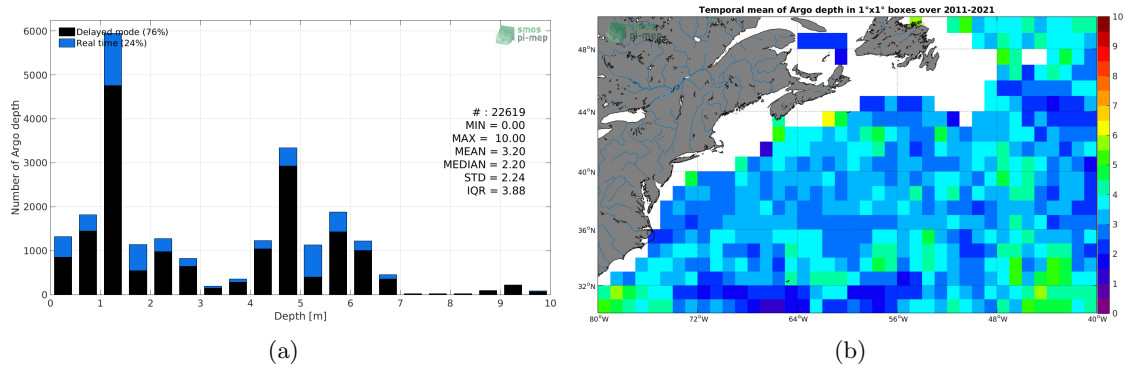 Delayed mode (76%)
Real time (24%)
smos
pi-mep
Number of Argo depth
6000
5000
4000
3000
2000
1000
0
# : 22619
MIN = 0.00
MAX = 10.00
MEAN = 3.20
MEDIAN = 2.20
STD = 2.24
IQR = 3.88
0 1 2 3 4 5 6 7 8 9 10
Depth [m]
(a)
Temporal mean of Argo depth in 1°x1° boxes over 2011-2021
smos
pi-mep
48°N
44°N
40°N
36°N
32°N
80°W 72°W 64°W 56°W 48°W 40°W
10
9
8
7
6
5
4
3
2
1
0
(b)